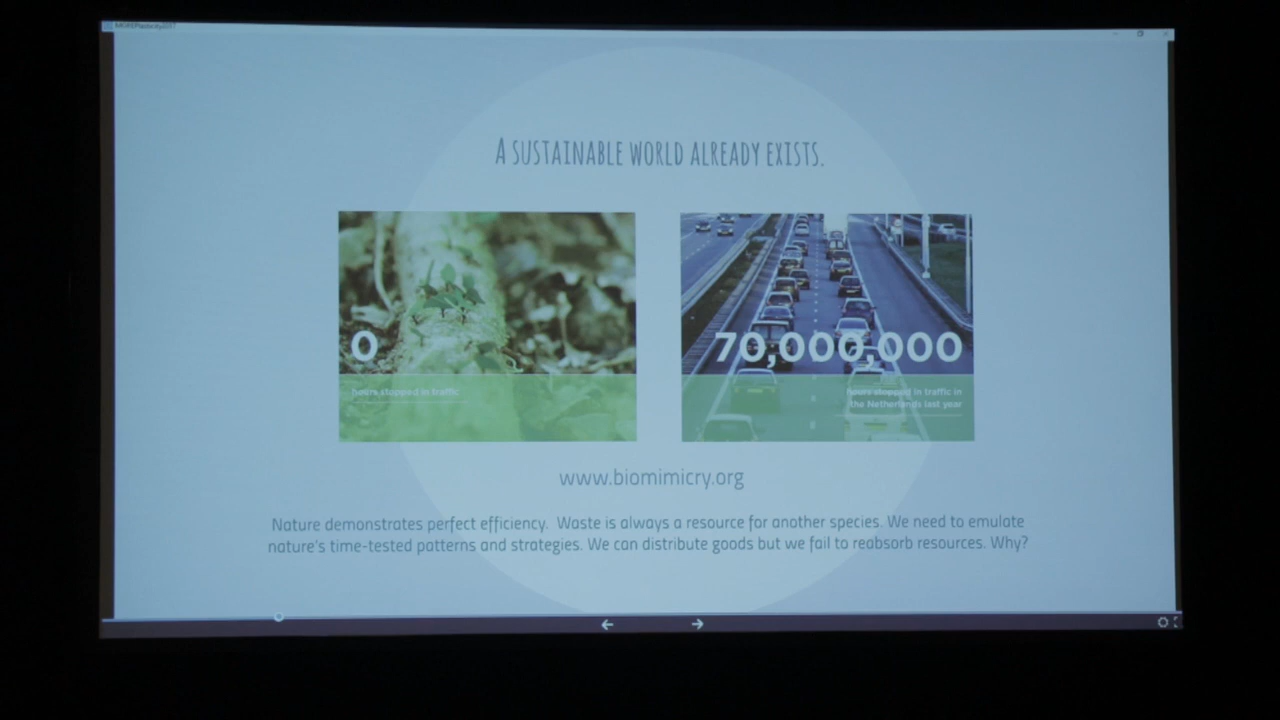 A SUSTAINABLE WORLD ALREADY EXISTS.
0
hours stopped in traffic
70,000,000
hours stopped in traffic in
the Netherlands last year
www.biomimicry.org
Nature demonstrates perfect efficiency. Waste is always a resource for another species. We need to emulate
nature's time-tested patterns and strategies. We can distribute goods but we fail to reabsorb resources. Why?